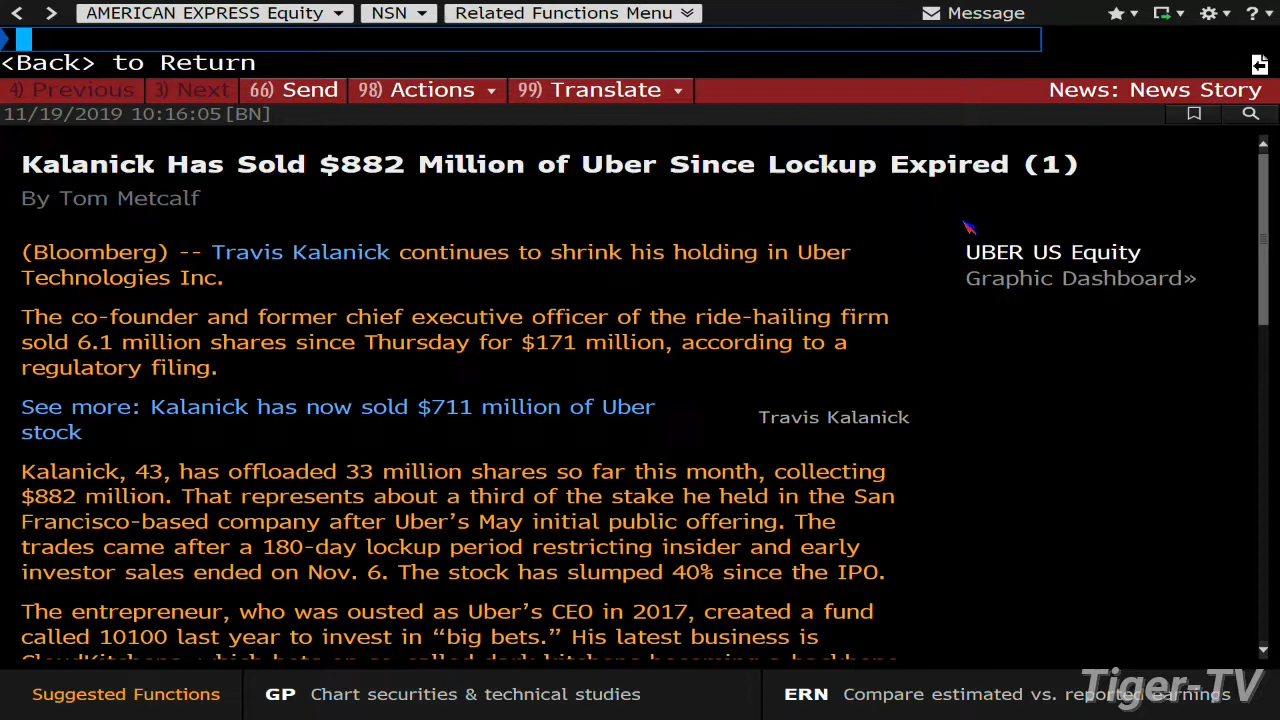 AMERICAN EXPRESS Equity NSN Related Functions Menu Message ?
<Back> to Return
4) Previous 3) Next 66) Send 98) Actions 99) Translate News: News Story
11/19/2019 10:16:05 [BN]
Kalanick Has Sold $882 Million of Uber Since Lockup Expired (1)
By Tom Metcalf
(Bloomberg) -- Travis Kalanick continues to shrink his holding in Uber
Technologies Inc.
UBER US Equity
Graphic Dashboard»
The co-founder and former chief executive officer of the ride-hailing firm
sold 6.1 million shares since Thursday for $171 million, according to a
regulatory filing.
See more: Kalanick has now sold $711 million of Uber
stock
Travis Kalanick
Kalanick, 43, has offloaded 33 million shares so far this month, collecting
$882 million. That represents about a third of the stake he held in the San
Francisco-based company after Uber's May initial public offering. The
trades came after a 180-day lockup period restricting insider and early
investor sales ended on Nov. 6. The stock has slumped 40% since the IPO.
The entrepreneur, who was ousted as Uber's CEO in 2017, created a fund
called 10100 last year to invest in “big bets.” His latest business is
CloudKitchens, which bets on so-called dark kitchens becoming a backbone
Suggested Functions GP Chart securities & technical studies ERN Compare estimated vs. reported earnings
Tiger-TV